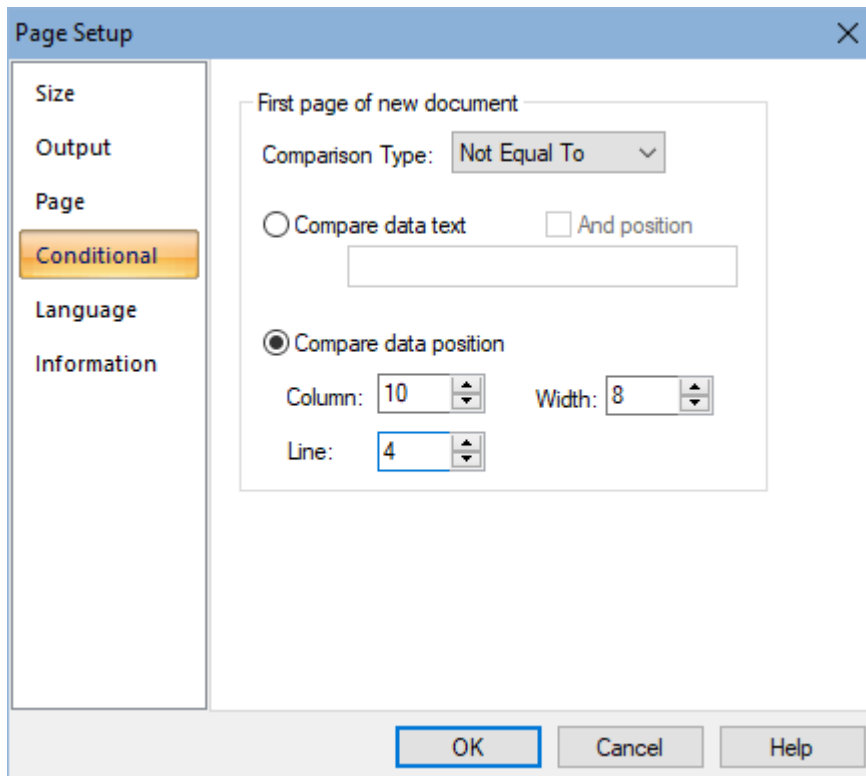 Page Setup
Size
Output
Page
Conditional
Language
Information
First page of new document
Comparison Type: Not Equal To
Compare data text And position
Compare data position
Column: 10 Width: 8
Line: 4
OK Cancel Help